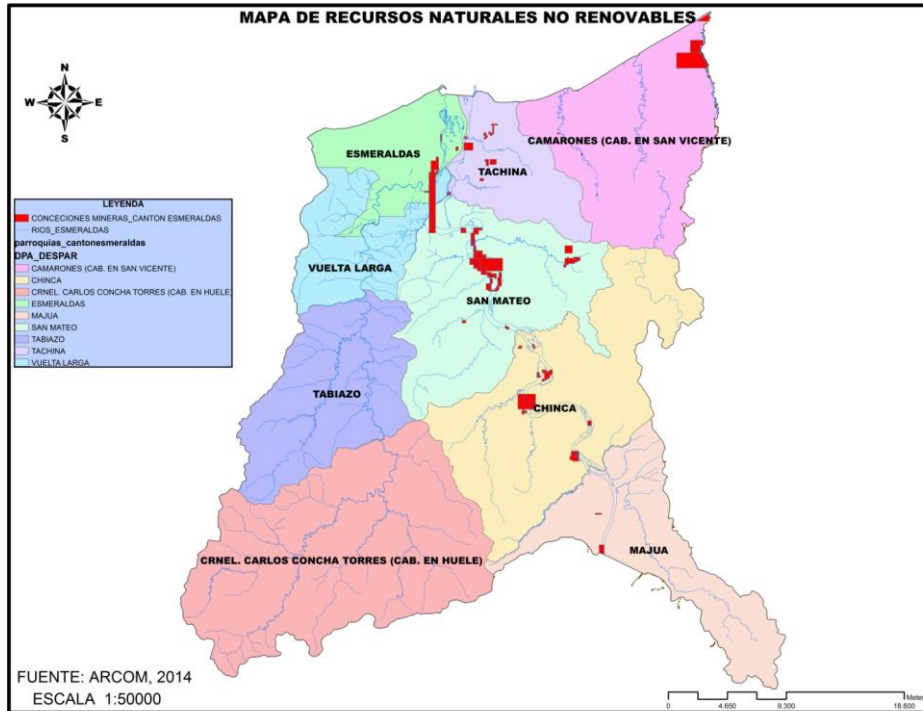 MAPA DE RECURSOS NATURALES NO RENOVABLES
N
W E
S
ESMERALDAS
CAMARONES (CAB. EN SAN VICENTE)
TACHINA
LEYENDA
CONCECIONES MINERAS_CANTON ESMERALDAS
RIOS_ESMERALDAS
parroquias_cantonesmeraldas
DPA_DESPAR
CAMARONES (CAB. EN SAN VICENTE)
CHINCA
CRNEL. CARLOS CONCHA TORRES (CAB. EN HUELE)
ESMERALDAS
MAJUA
SAN MATEO
TABIAZO
TACHINA
VUELTA LARGA
VUELTA LARGA
SAN MATEO
TABIAZO
CHINCA
CRNEL. CARLOS CONCHA TORRES (CAB. EN HUELE)
MAJUA
FUENTE: ARCOM, 2014
ESCALA 1:50000
Mete
0 4.650 9.300 18.600